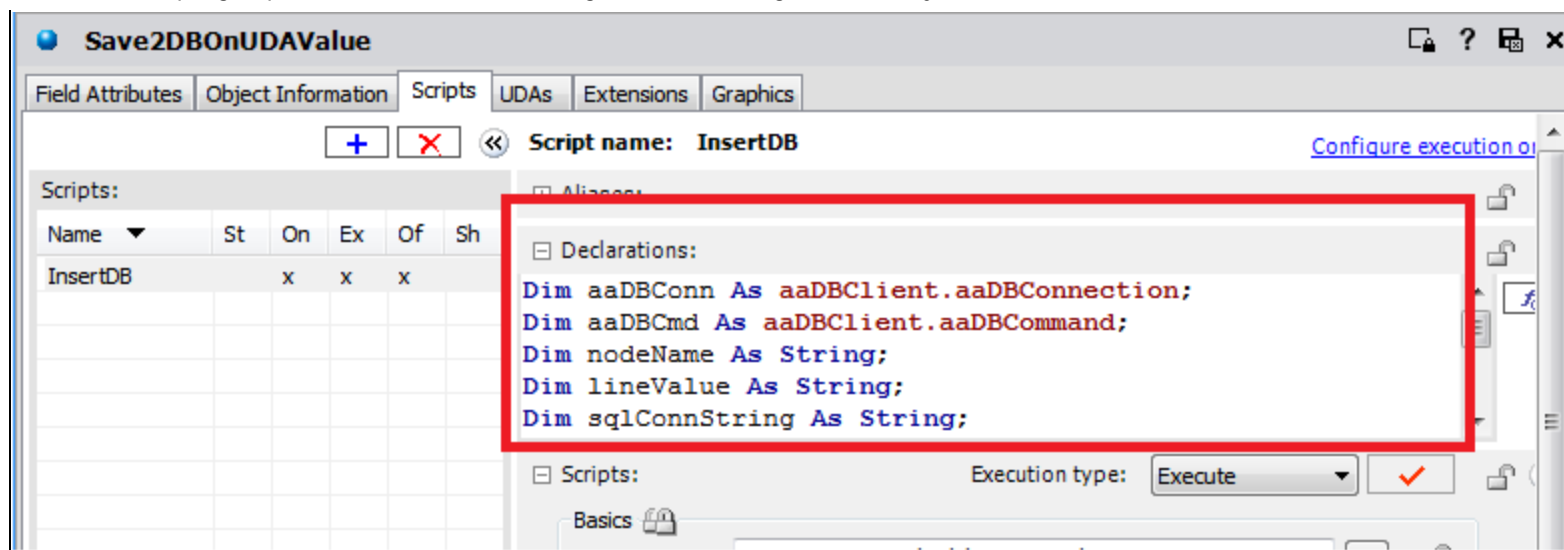 Save2DBOnUDAValue ?
Field Attributes Object Information Scripts UDAs Extensions Graphics
Script name: InsertDB Configure execution
Scripts:
Aliases:
Name St On Ex Of Sh
Declarations:
InsertDB x x x
Dim aaDBConn As aaDBClient.aaDBConnection;
Dim aaDBCmd As aaDBClient.aaDBCommand;
Dim nodeName As String;
Dim lineValue As String;
Dim sqlConnString As String;
Scripts: Execution type: Execute
Basics